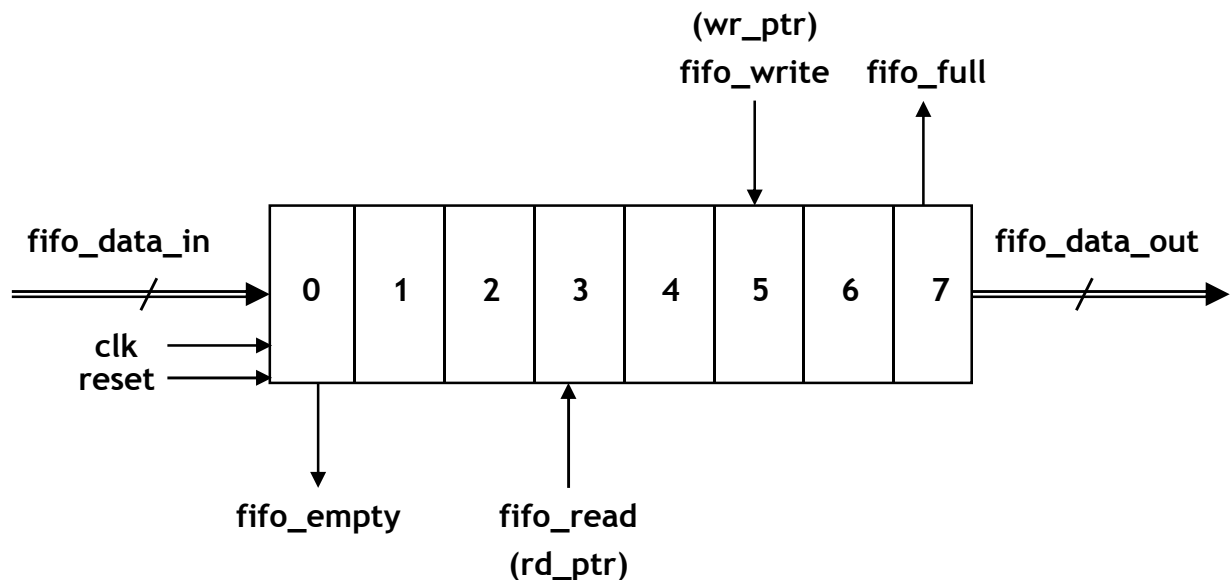 (wr_ptr)
fifo_write fifo_full
fifo_data_in fifo_data_out
0 1 2 3 4 5 6 7
clk
reset
fifo_empty fifo_read
(rd_ptr)